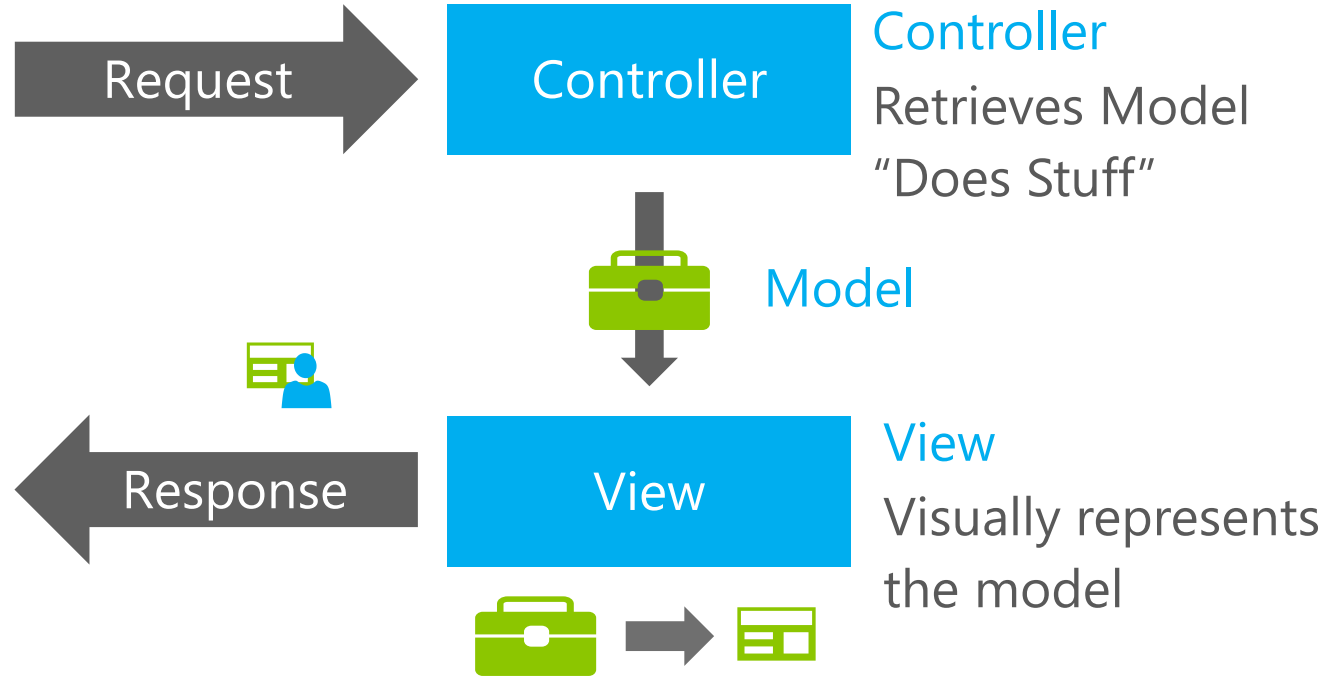 Request
Controller
Controller
Retrieves Model
“Does Stuff”
Model
Response
View
View
Visually represents
the model